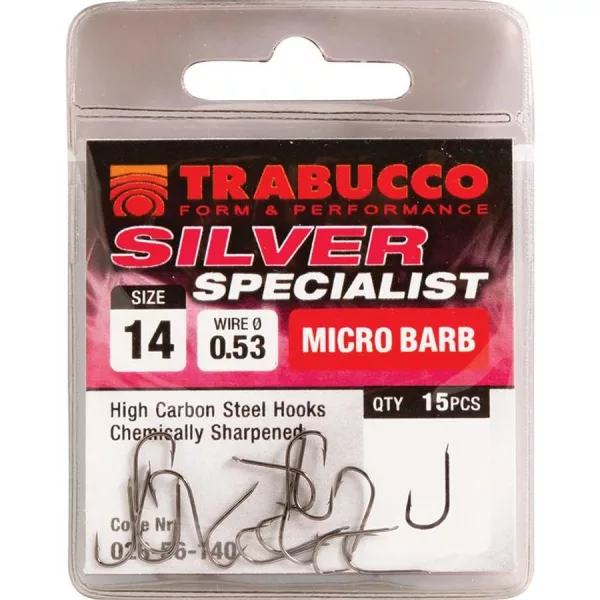 TRABUCCO
FORM & PERFORMANCE
SILVER
SPECIALIST
SIZE
14
WIRE Ø
0.53
MICRO BARB
QTY 15PCS
High Carbon Steel Hooks
Chemically Sharpened
Code Nr